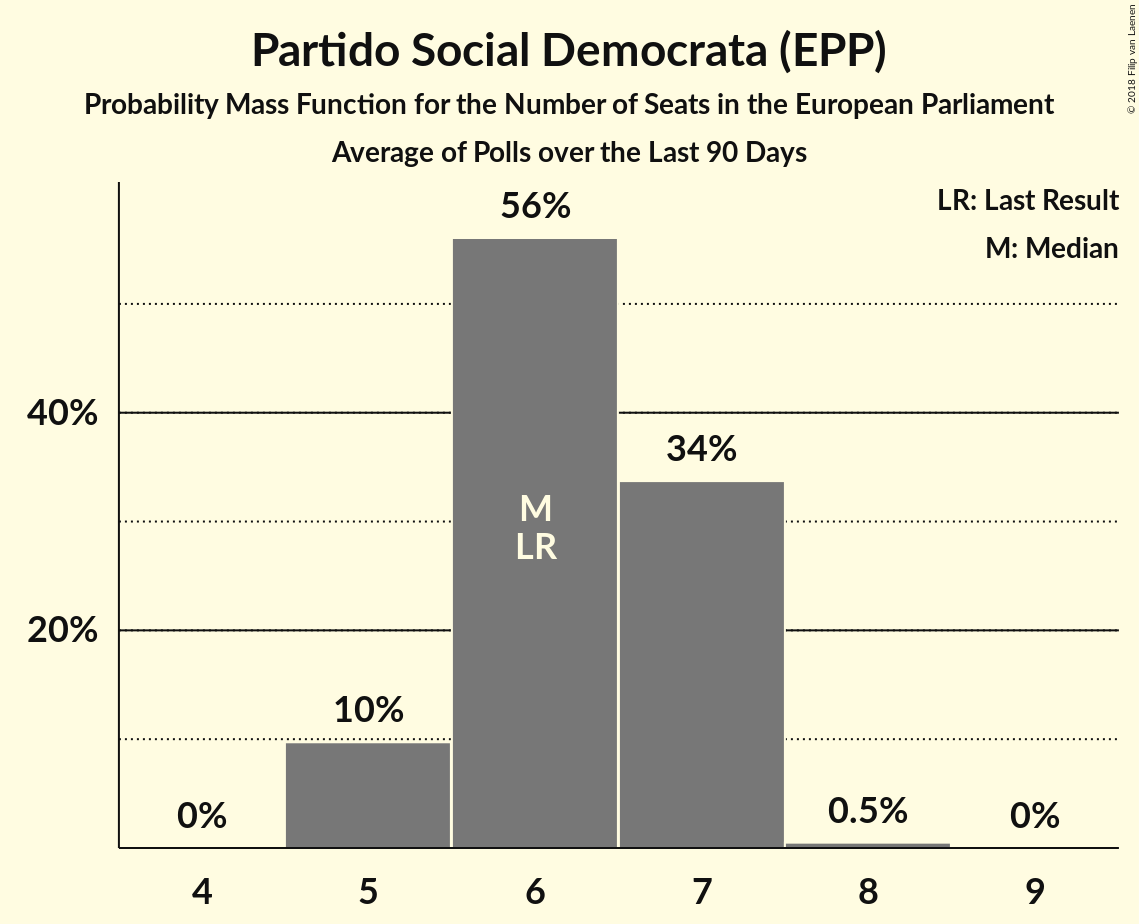 Partido Social Democrata (EPP)
Probability Mass Function for the Number of Seats in the European Parliament
Average of Polls over the Last 90 Days
© 2018 Filip van Laenen
LR: Last Result
M: Median
56%
40%
34%
M
LR
20%
10%
0%
0.5%
0%
4 5 6 7 8 9